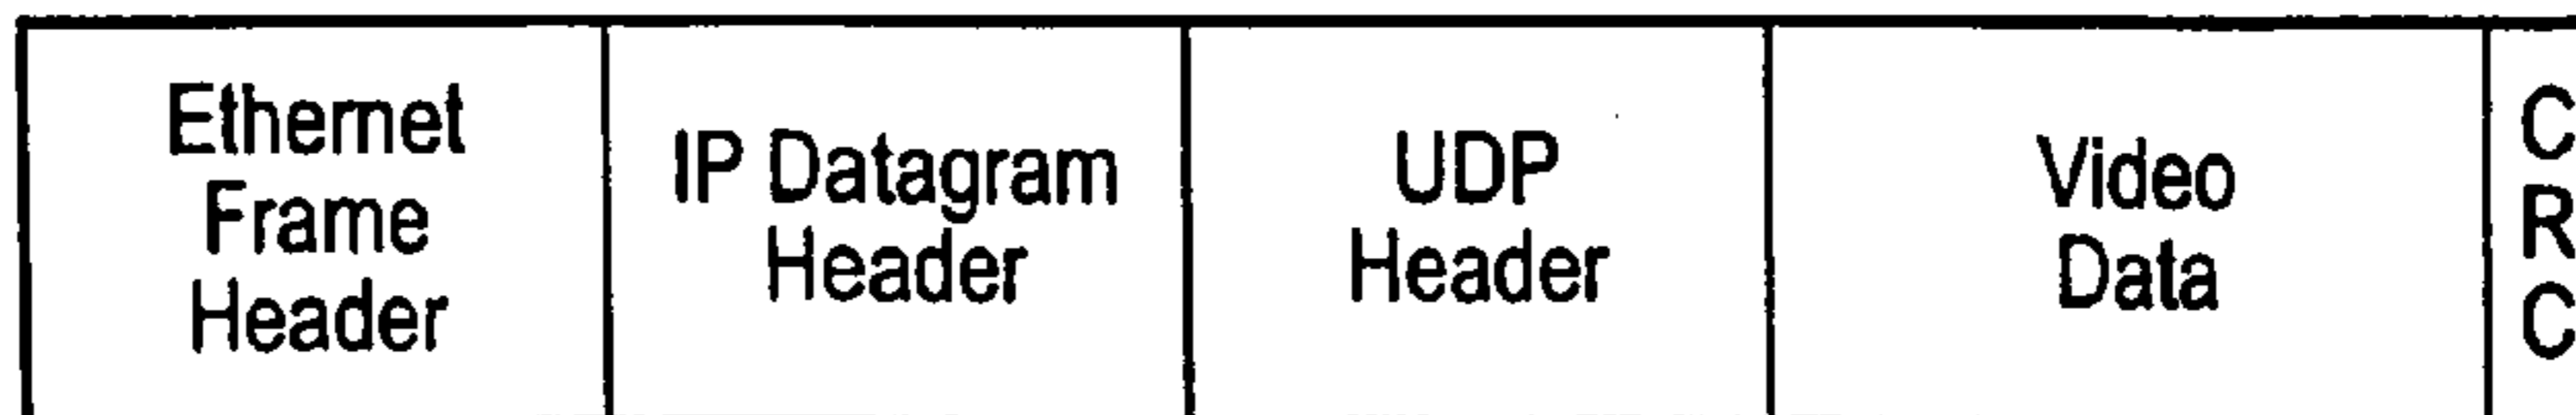 Ethernet
Frame
Header
IP Datagram
Header
UDP
Header
Video
Data
C
R
C